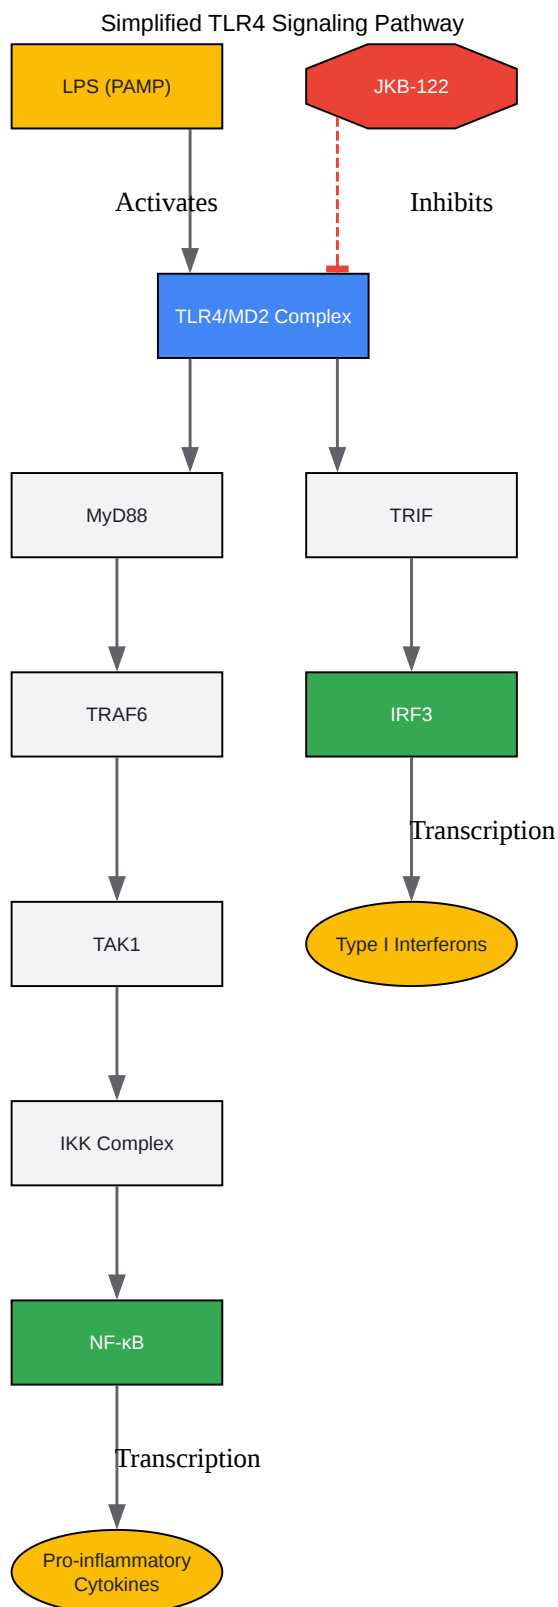 Simplified TLR4 Signaling Pathway
LPS (PAMP)
JKB-122
Activates
Inhibits
TLR4/MD2 Complex
MyD88
TRIF
TRAF6
IRF3
Transcription
TAK1
Type I Interferons
IKK Complex
NF-κB
Transcription
Pro-inflammatory
Cytokines